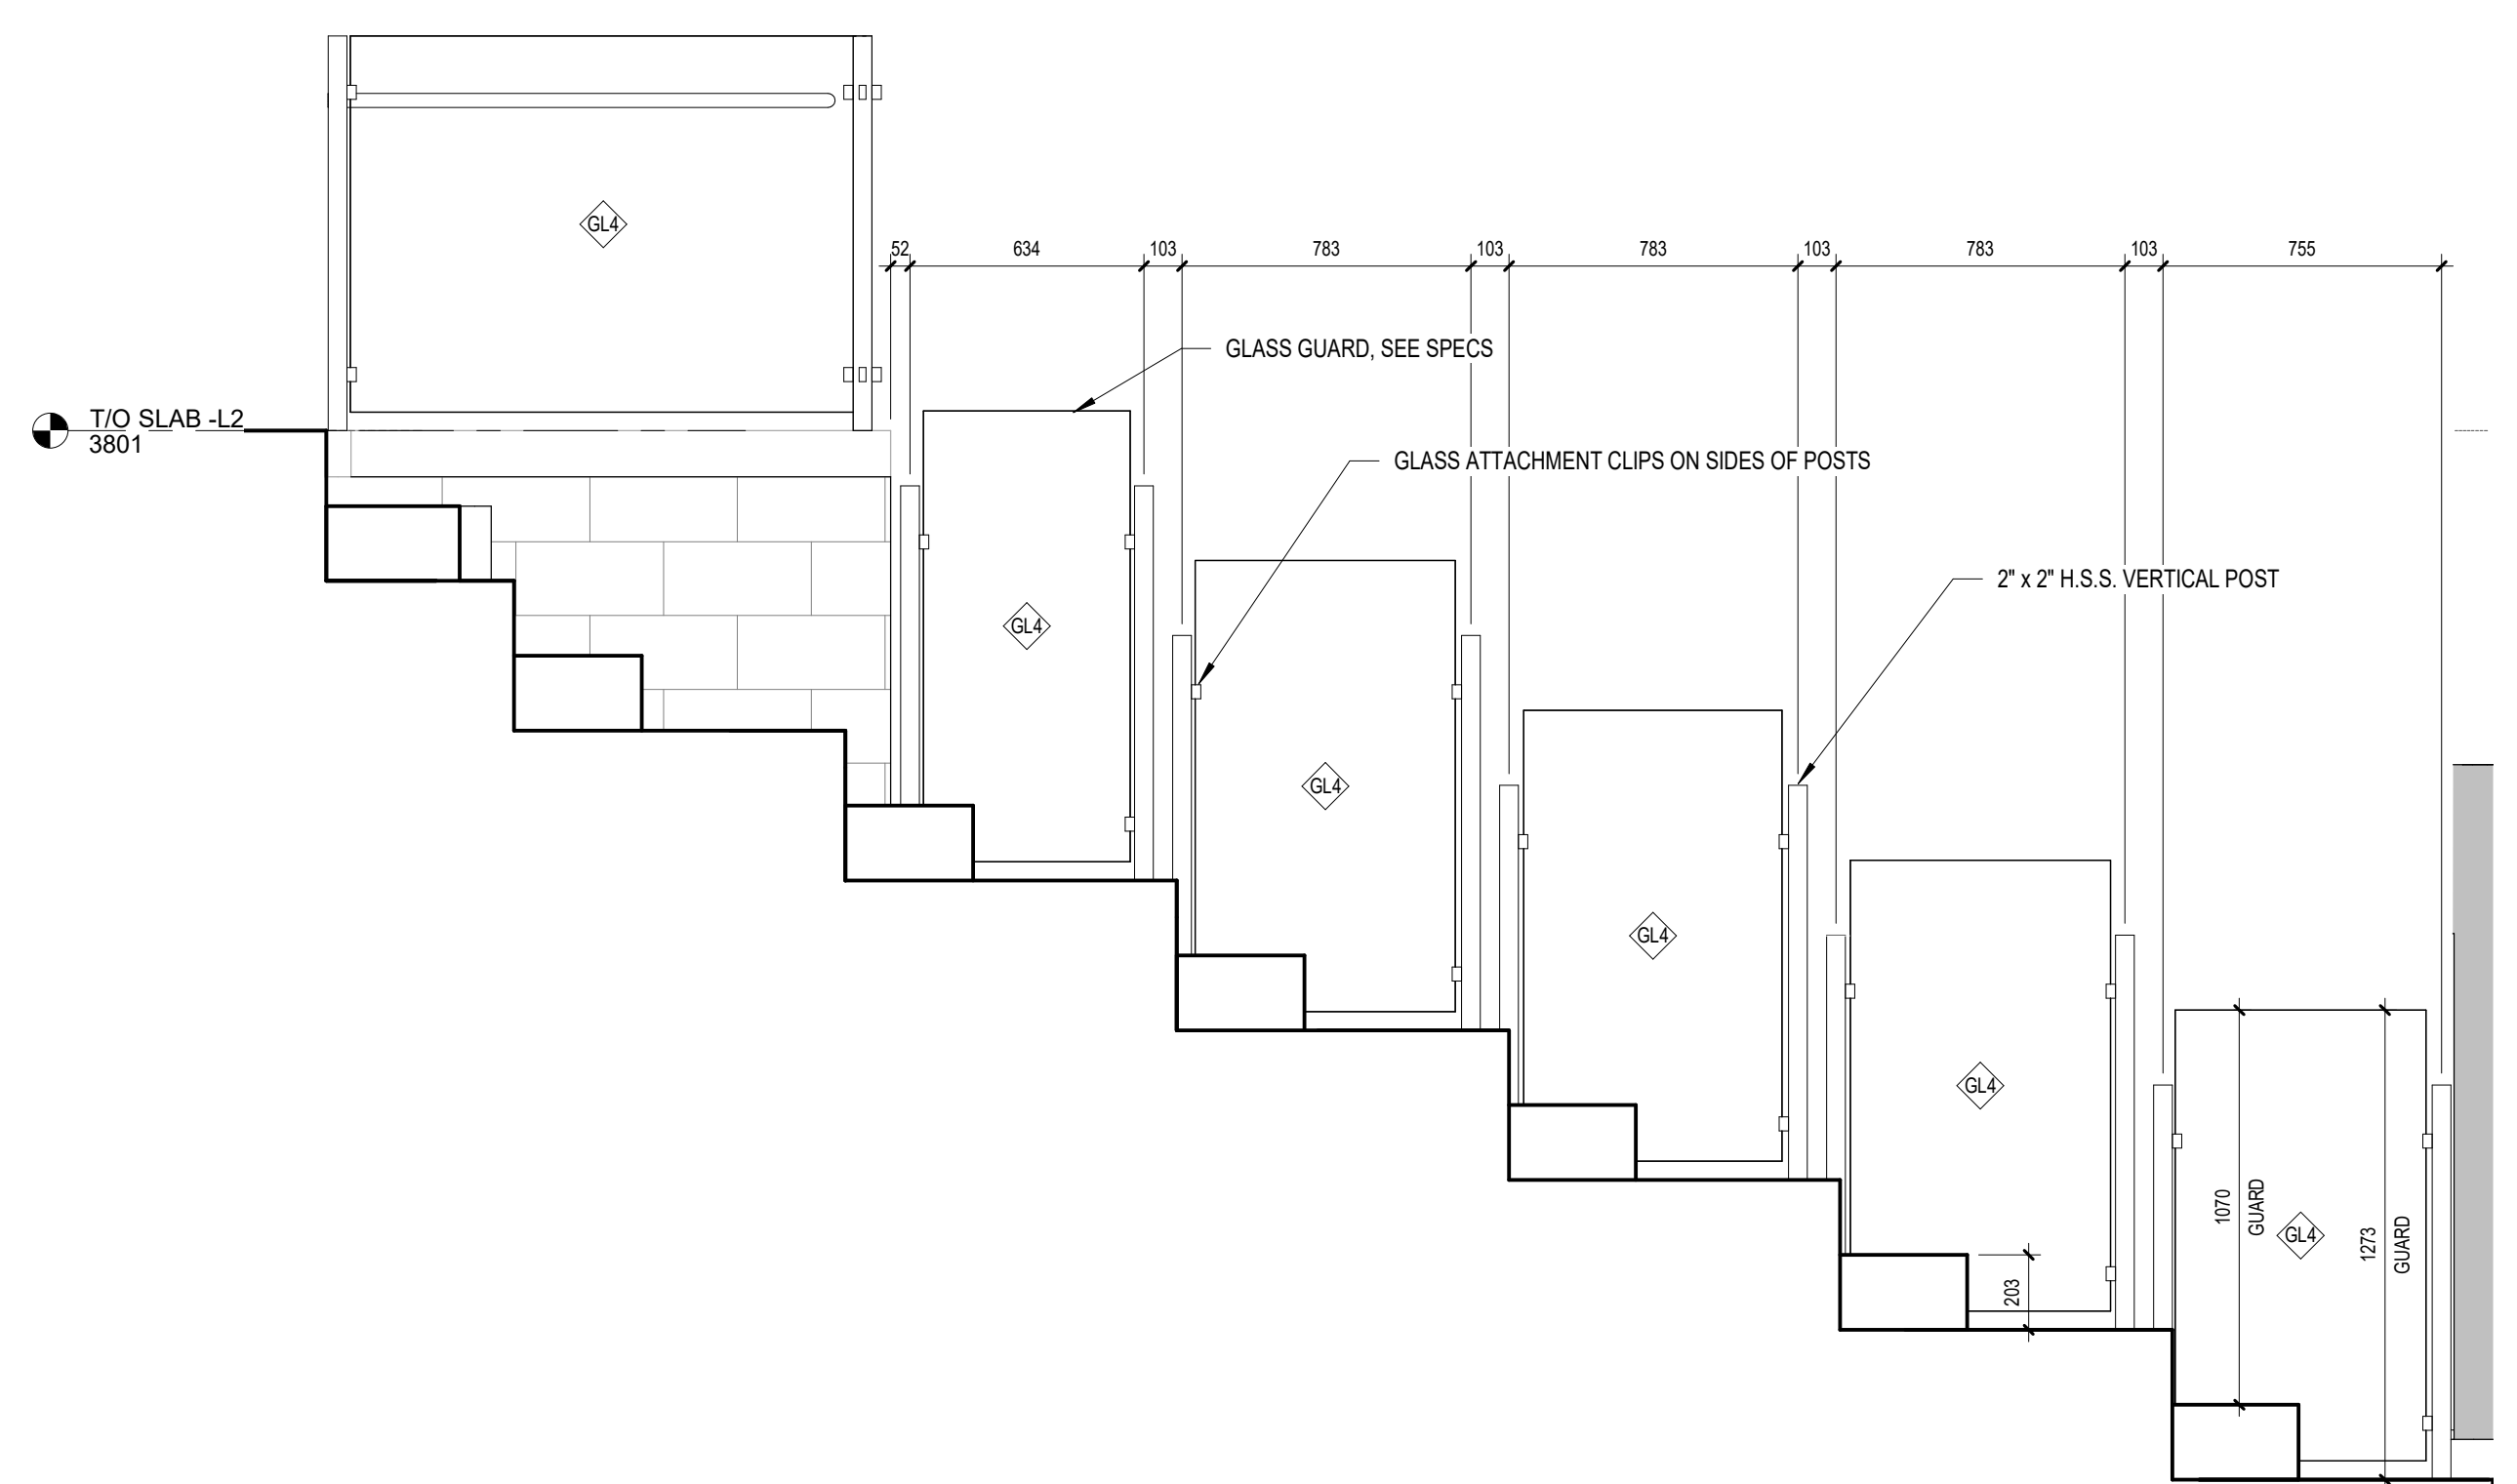 GL4
52
634
103
783
103
783
103
783
103
755
GLASS GUARD, SEE SPECS
T/O SLAB -L2
3801
GLASS ATTACHMENT CLIPS ON SIDES OF POSTS
2" x 2" H.S.S. VERTICAL POST
GL4
GL4
GL4
GL4
1070
GUARD
1273
GUARD
GL4
203